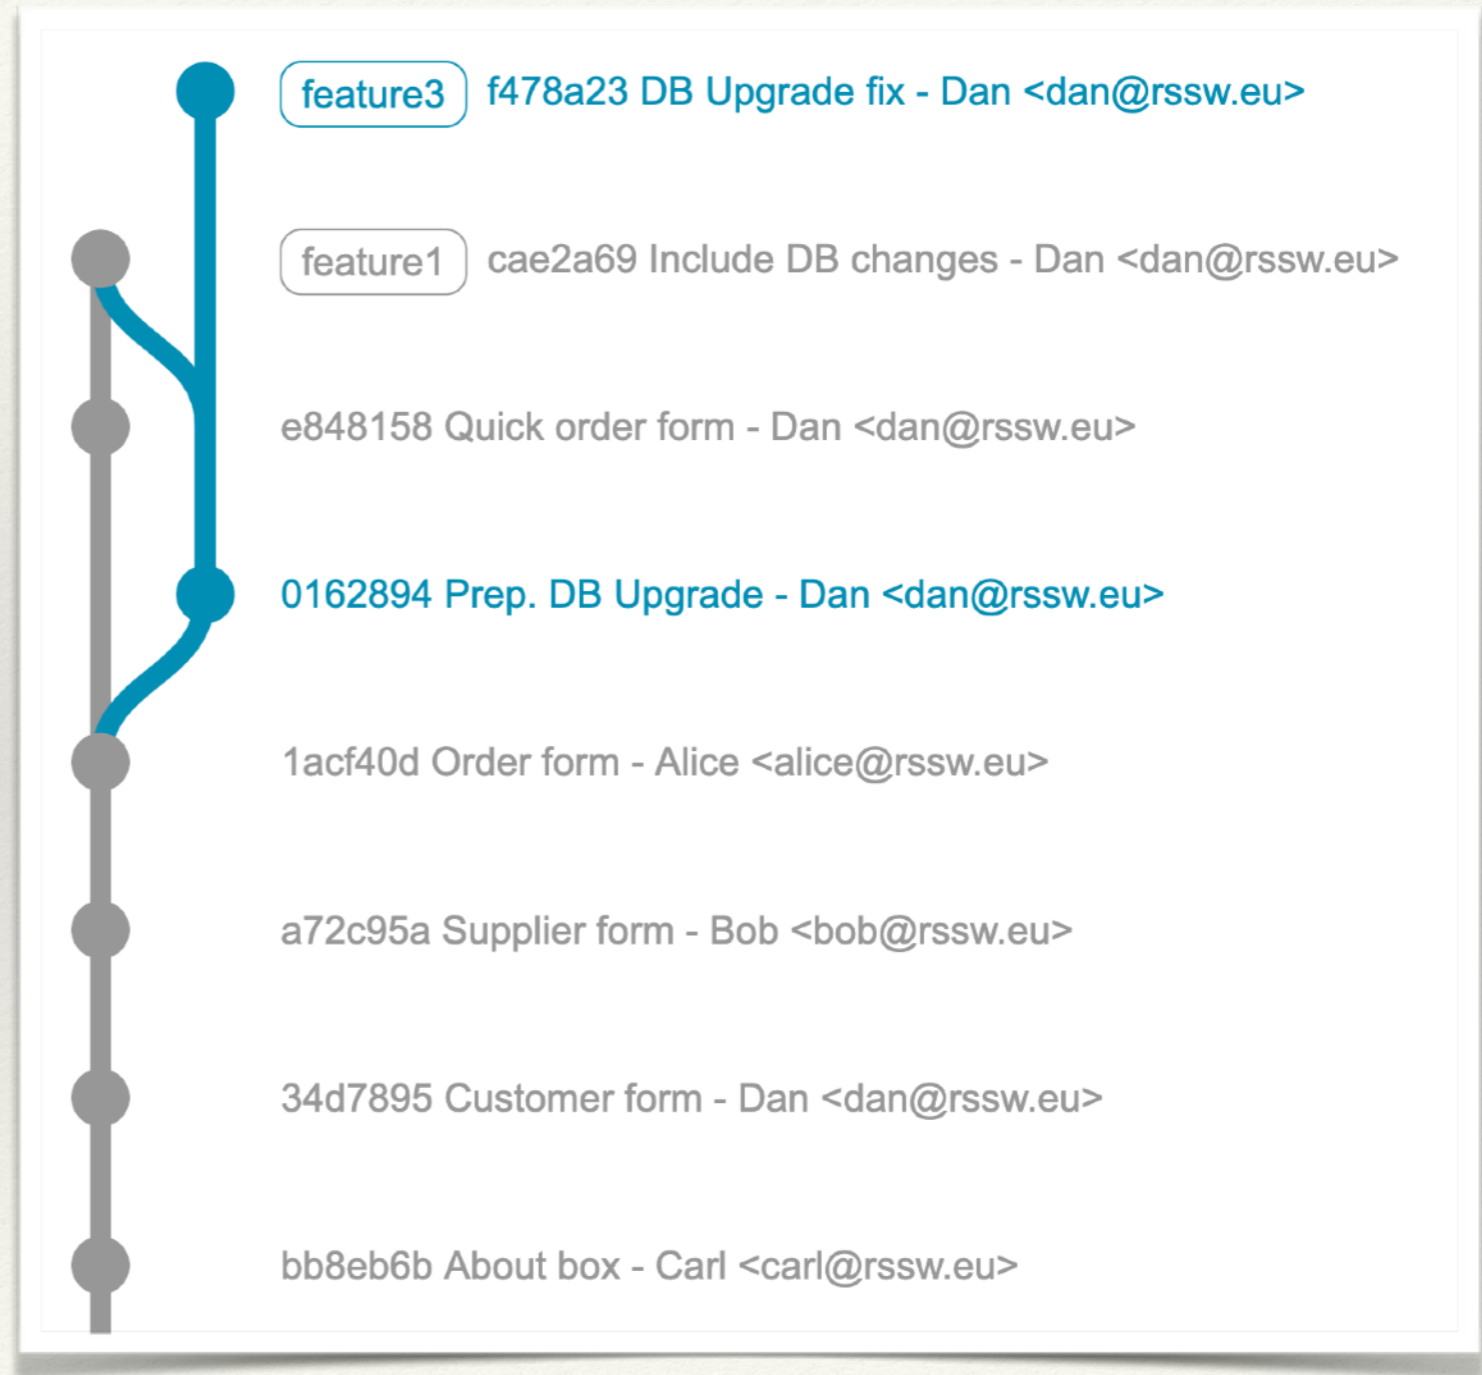 feature3 f478a23 DB Upgrade fix - Dan <dan@rssw.eu>
feature1 cae2a69 Include DB changes - Dan <dan@rssw.eu>
e848158 Quick order form - Dan <dan@rssw.eu>
0162894 Prep. DB Upgrade - Dan <dan@rssw.eu>
1acf40d Order form - Alice <alice@rssw.eu>
a72c95a Supplier form - Bob <bob@rssw.eu>
34d7895 Customer form - Dan <dan@rssw.eu>
bb8eb6b About box - Carl <carl@rssw.eu>